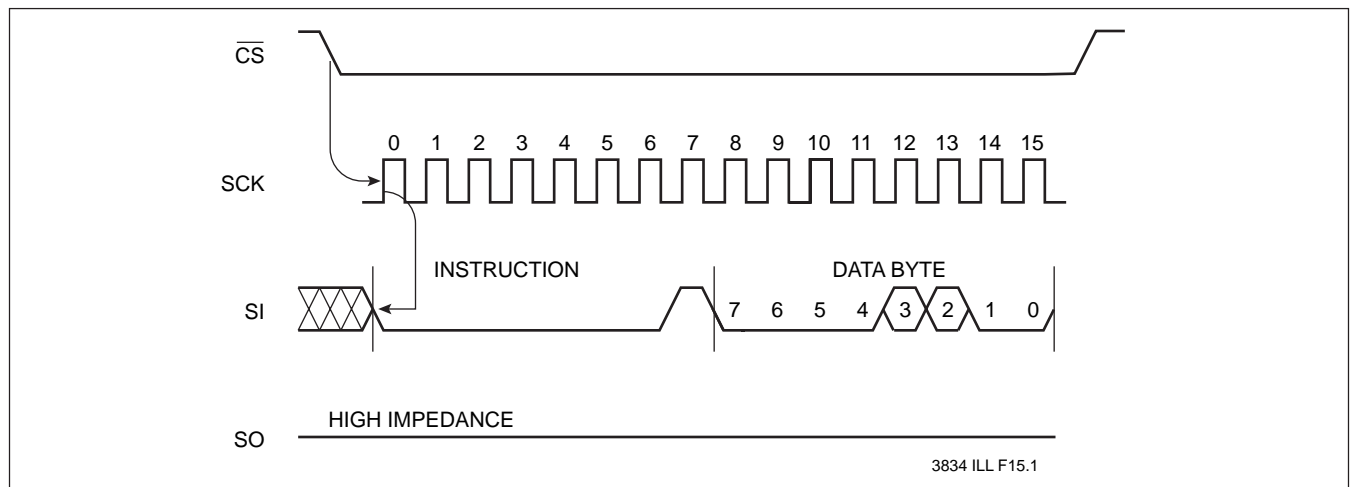 CS
0 1 2 3 4 5 6 7 8 9 10 11 12 13 14 15
SCK
INSTRUCTION DATA BYTE
SI 7 6 5 4 3 2 1 0
HIGH IMPEDANCE
SO
3834 ILL F15.1